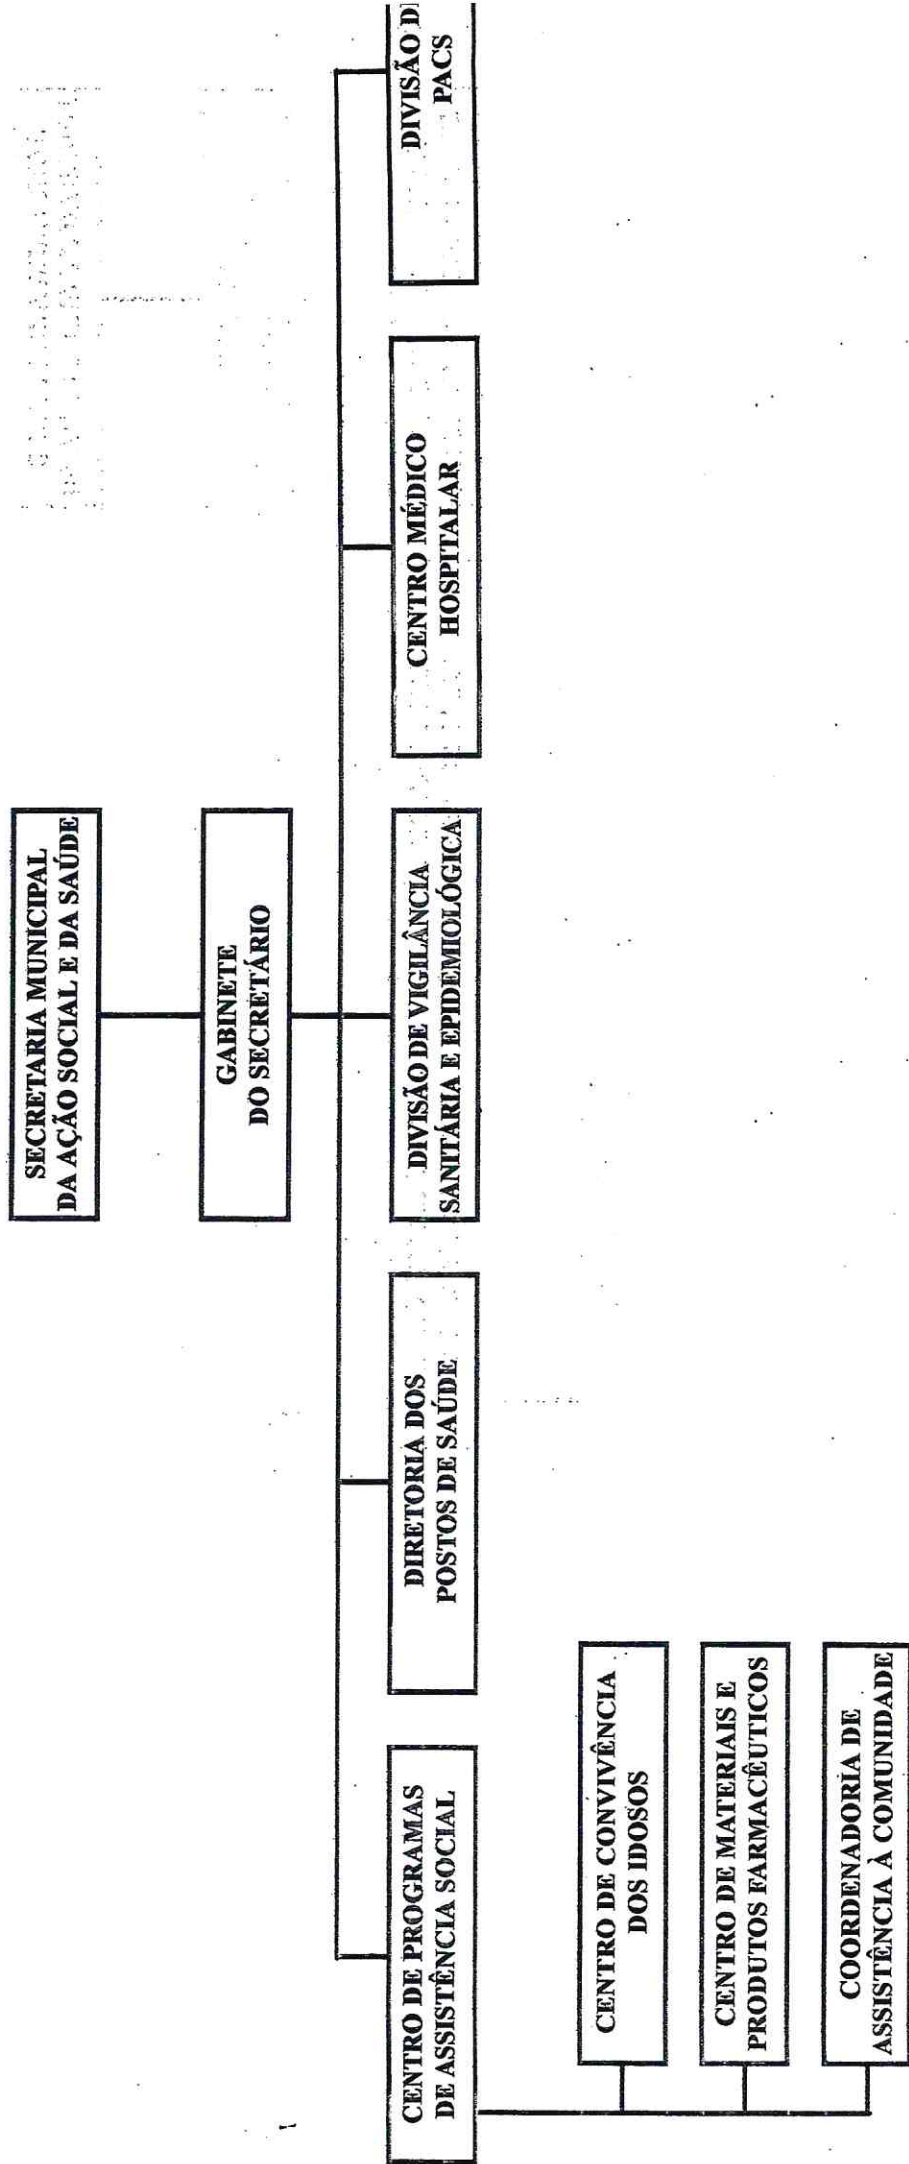 SECRETARIA MUNICIPAL
DA AÇÃO SOCIAL E DA SAÚDE
GABINETE
DO SECRETÁRIO
CENTRO DE PROGRAMAS
DE ASSISTÊNCIA SOCIAL
DIRETORIA DOS
POSTOS DE SAÚDE
DIVISÃO DE VIGILÂNCIA
SANITÁRIA E EPIDEMIOLÓGICA
CENTRO MÉDICO
HOSPITALAR
DIVISÃO
PACS
CENTRO DE CONVIVÊNCIA
DOS IDOSOS
CENTRO DE MATERIAIS E
PRODUTOS FARMACÊUTICOS
COORDENADORIA DE
ASSISTÊNCIA À COMUNIDADE